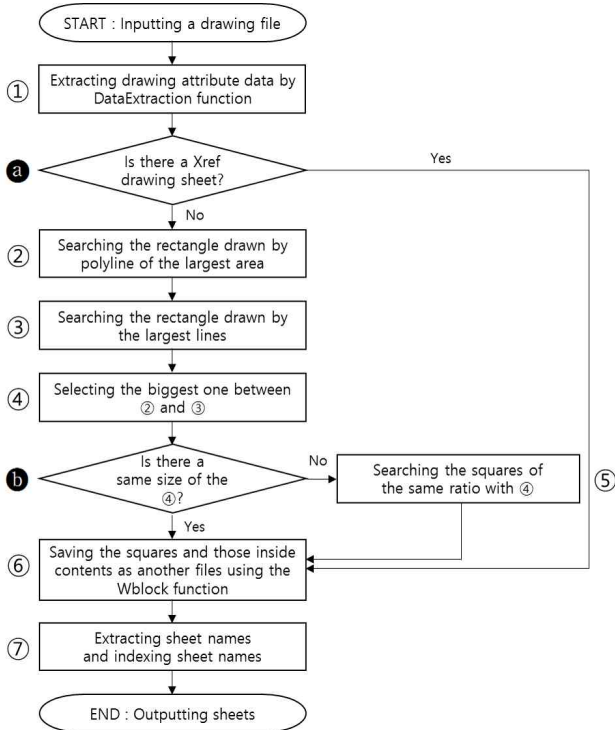 START : Inputting a drawing file
①
Extracting drawing attribute data by
DataExtraction function
a
Is there a Xref
drawing sheet?
Yes
No
②
Searching the rectangle drawn by
polyline of the largest area
③
Searching the rectangle drawn by
the largest lines
④
Selecting the biggest one between
② and ③
b
Is there a
same size of the
④?
No
Searching the squares of
the same ratio with ④
⑤
Yes
⑥
Saving the squares and those inside
contents as another files using the
Wblock function
⑦
Extracting sheet names
and indexing sheet names
END : Outputting sheets